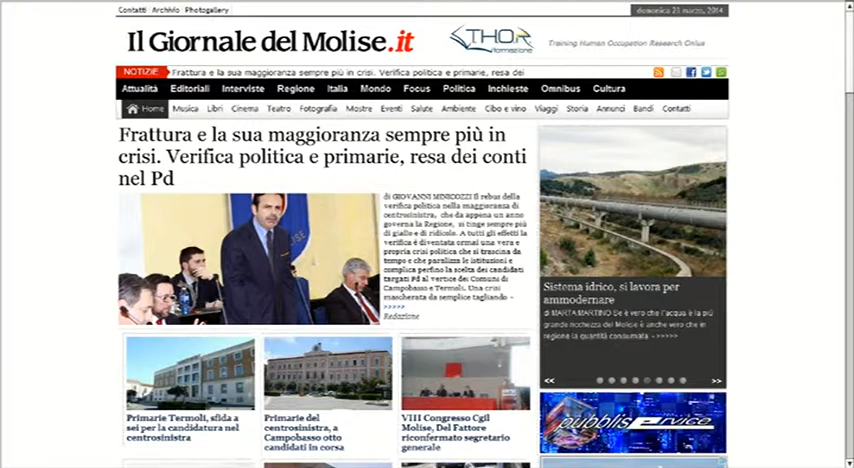 Contatti Archivio Photogallery
domenica 23 marzo, 2014
Il Giornale del Molise.it
THOR
formazione
Training Human Occupation Research Onlus
NOTIZIE Frattura e la sua maggioranza sempre più in crisi. Verifica politica e primarie, resa dei
Attualità Editoriali Interviste Regione Italia Mondo Focus Politica Inchieste Omnibus Cultura
Home Musica Libri Cinema Teatro Fotografia Mostre Eventi Salute Ambiente Cibo e vino Viaggi Storia Annunci Bandi Contatti
Frattura e la sua maggioranza sempre più in
crisi. Verifica politica e primarie, resa dei conti
nel Pd
di GIOVANNI MINICOZZI Il rebus della
verifica politica nella maggioranza di
centrosinistra, che da appena un anno
governa la Regione, si tinge sempre più
di giallo e di ridicolo. A tutti gli effetti la
verifica è diventata ormai una vera e
propria crisi politica che si trascina da
tempo e che paralizza le istituzioni e
complica perfino la scelta dei candidati
targati Pd al vertice dei Comuni di
Campobasso e Termoli. Una crisi
mascherata da semplice tagliando -
>>>>>
Redazione
Sistema idrico, si lavora per
ammodernare
di MARTA MARTINO Se è vero che l'acqua è la più
grande ricchezza del Molise è anche vero che in
regione la quantità consumata - >>>>>
<< >>
Primarie Termoli, sfida a
sei per la candidatura nel
centrosinistra
Primarie del
centrosinistra, a
Campobasso otto
candidati in corsa
VIII Congresso Cgil
Molise, Del Fattore
riconfermato segretario
generale
pubbliservice